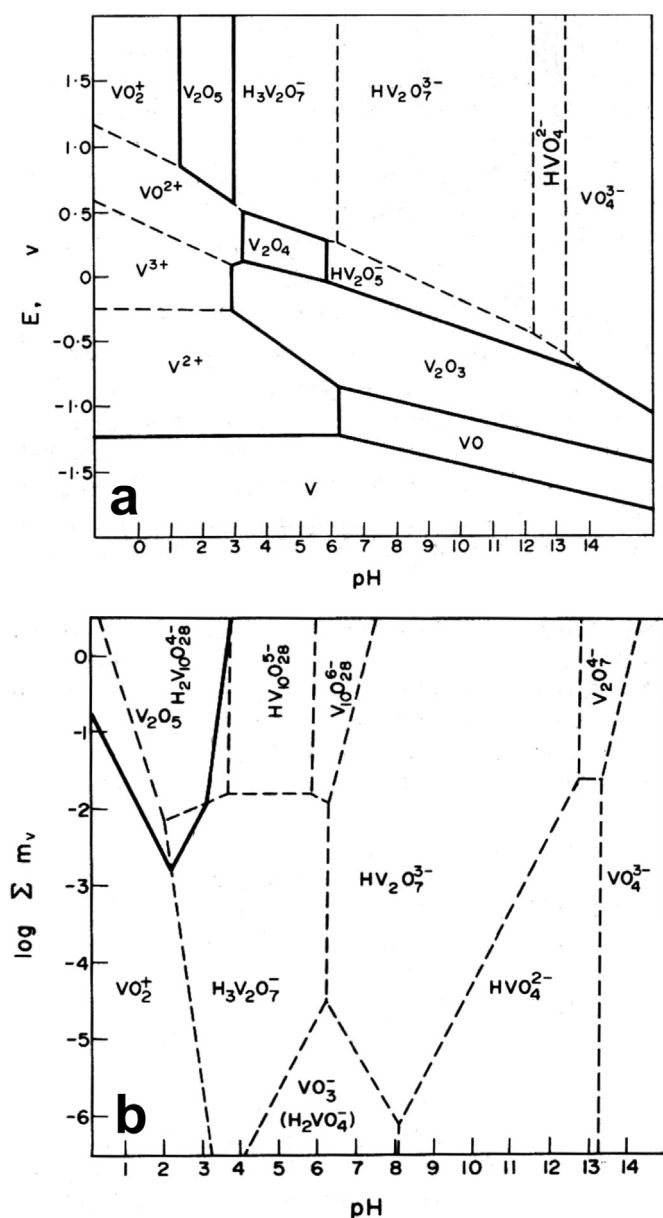 1·5
1·0
0·5
0
-0·5
-1·0
-1·5
E, v
VO₂⁺
V₂O₅
H₃V₂O₇⁻
HV₂O₇³⁻
HVO₄²⁻
VO₄³⁻
VO²⁺
V₂O₄
HV₂O₅⁻
V³⁺
V₂O₃
V²⁺
VO
V
a
0 1 2 3 4 5 6 7 8 9 10 11 12 13 14
pH
0
-1
-2
-3
-4
-5
-6
log Σ mᵥ
V₂O₅
H₂V₁₀O₂₈⁴⁻
HV₁₀O₂₈⁵⁻
V₁₀O₂₈⁶⁻
V₂O₇⁴⁻
HV₂O₇³⁻
VO₄³⁻
VO₂⁺
H₃V₂O₇⁻
HVO₄²⁻
VO₃⁻
(H₂VO₄⁻)
b
1 2 3 4 5 6 7 8 9 10 11 12 13 14
pH